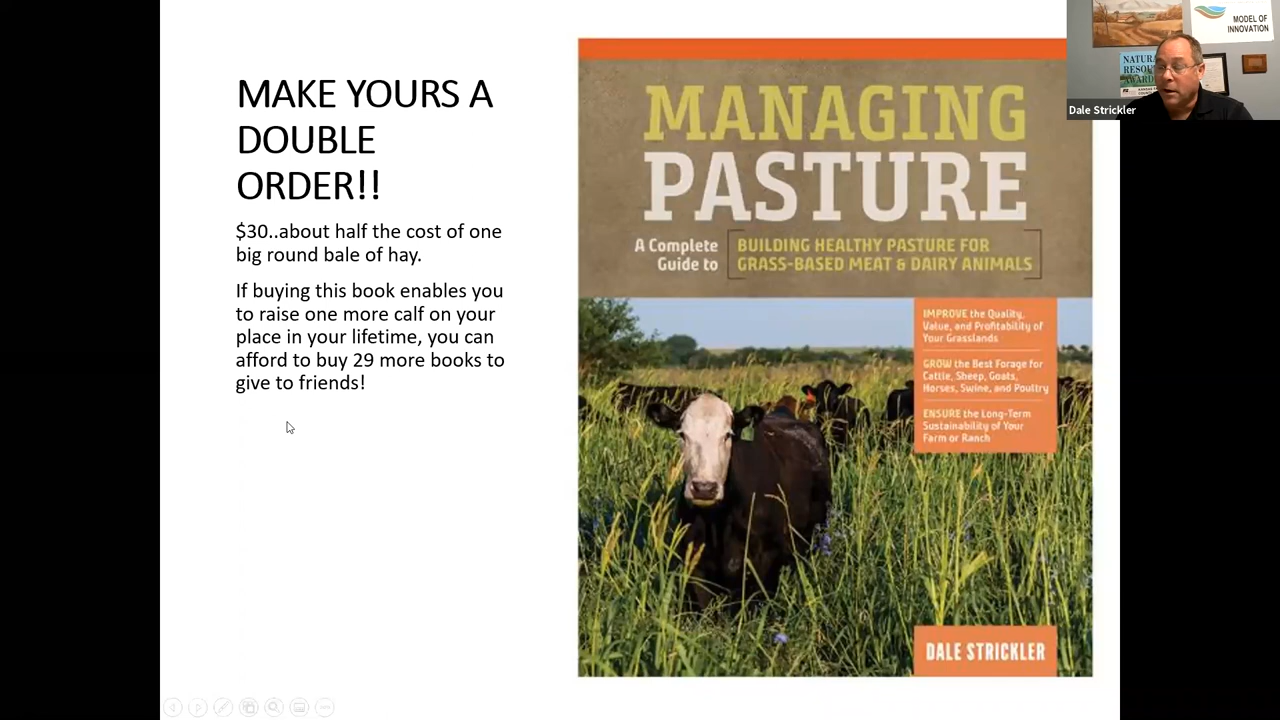 MAKE YOURS A
DOUBLE
ORDER!!
$30..about half the cost of one
big round bale of hay.
If buying this book enables you
to raise one more calf on your
place in your lifetime, you can
afford to buy 29 more books to
give to friends!
MANAGING
PASTURE
A Complete
Guide to
BUILDING HEALTHY PASTURE FOR
GRASS-BASED MEAT & DAIRY ANIMALS
IMPROVE the Quality,
Value, and Profitability of
Your Grasslands
GROW the Best Forage for
Cattle, Sheep, Goats,
Horses, Swine, and Poultry
ENSURE the Long-Term
Sustainability of Your
Farm or Ranch
DALE STRICKLER
MODEL OF
INNOVATION
Dale Strickler